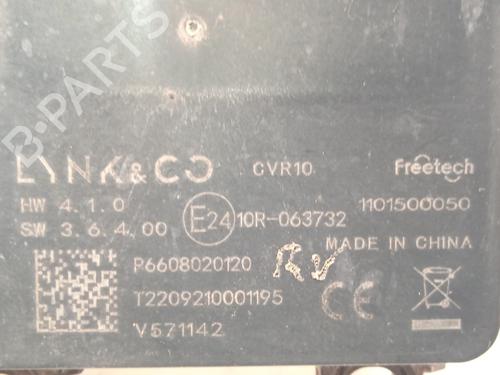 B-PARTS
LYNK&CO CVR10 Freetech
HW 4.1.0
SW 3.6.4.00 E24 10R-063732 1101500050
MADE IN CHINA
P6608020120 RV
T2209210001195 CE
V571142